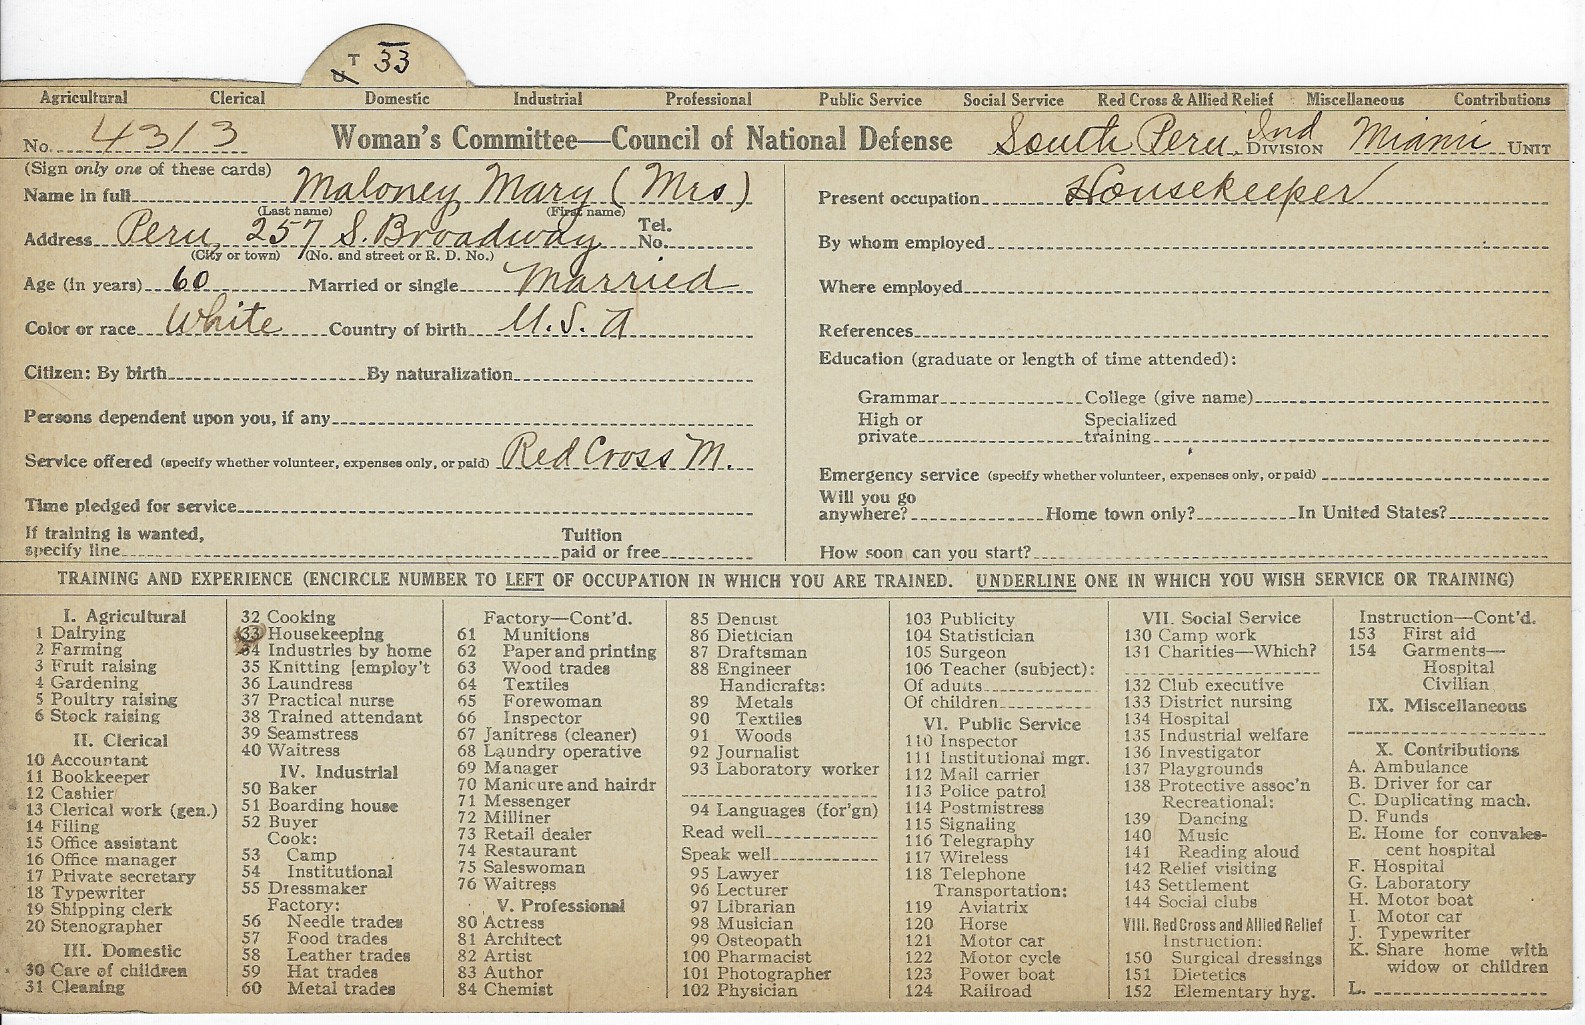 T 33
Agricultural Clerical Domestic Industrial Professional Public Service Social Service Red Cross & Allied Relief Miscellaneous Contributions
No. 4313 Woman's Committee—Council of National Defense South Peru, Ind DIVISION Miami UNIT
(Sign only one of these cards)
Name in full Maloney Mary (Mrs)
(Last name) (First name)
Address Peru, 257 S. Broadway Tel. No.
(City or town) (No. and street or R. D. No.)
Age (in years) 60 Married or single Married
Color or race White Country of birth U. S. A
Citizen: By birth By naturalization
Persons dependent upon you, if any
Service offered (specify whether volunteer, expenses only, or paid) Red Cross M.
Time pledged for service
If training is wanted, specify line Tuition paid or free
Present occupation Housekeeper
By whom employed
Where employed
References
Education (graduate or length of time attended):
Grammar College (give name)
High or private Specialized training
Emergency service (specify whether volunteer, expenses only, or paid)
Will you go anywhere? Home town only? In United States?
How soon can you start?
TRAINING AND EXPERIENCE (ENCIRCLE NUMBER TO LEFT OF OCCUPATION IN WHICH YOU ARE TRAINED. UNDERLINE ONE IN WHICH YOU WISH SERVICE OR TRAINING)
I. Agricultural
1 Dairying
2 Farming
3 Fruit raising
4 Gardening
5 Poultry raising
6 Stock raising
II. Clerical
10 Accountant
11 Bookkeeper
12 Cashier
13 Clerical work (gen.)
14 Filing
15 Office assistant
16 Office manager
17 Private secretary
18 Typewriter
19 Shipping clerk
20 Stenographer
III. Domestic
30 Care of children
31 Cleaning
32 Cooking
33 Housekeeping
34 Industries by home
35 Knitting [employ't
36 Laundress
37 Practical nurse
38 Trained attendant
39 Seamstress
40 Waitress
IV. Industrial
50 Baker
51 Boarding house
52 Buyer
Cook:
53 Camp
54 Institutional
55 Dressmaker
Factory:
56 Needle trades
57 Food trades
58 Leather trades
59 Hat trades
60 Metal trades
Factory—Cont'd.
61 Munitions
62 Paper and printing
63 Wood trades
64 Textiles
65 Forewoman
66 Inspector
67 Janitress (cleaner)
68 Laundry operative
69 Manager
70 Manicure and hairdr
71 Messenger
72 Milliner
73 Retail dealer
74 Restaurant
75 Saleswoman
76 Waitress
V. Professional
80 Actress
81 Architect
82 Artist
83 Author
84 Chemist
85 Dentist
86 Dietician
87 Draftsman
88 Engineer
Handicrafts:
89 Metals
90 Textiles
91 Woods
92 Journalist
93 Laboratory worker
94 Languages (for'gn)
Read well
Speak well
95 Lawyer
96 Lecturer
97 Librarian
98 Musician
99 Osteopath
100 Pharmacist
101 Photographer
102 Physician
103 Publicity
104 Statistician
105 Surgeon
106 Teacher (subject):
Of adults
Of children
VI. Public Service
110 Inspector
111 Institutional mgr.
112 Mail carrier
113 Police patrol
114 Postmistress
115 Signaling
116 Telegraphy
117 Wireless
118 Telephone
Transportation:
119 Aviatrix
120 Horse
121 Motor car
122 Motor cycle
123 Power boat
124 Railroad
VII. Social Service
130 Camp work
131 Charities—Which?
132 Club executive
133 District nursing
134 Hospital
135 Industrial welfare
136 Investigator
137 Playgrounds
138 Protective assoc'n
Recreational:
139 Dancing
140 Music
141 Reading aloud
142 Relief visiting
143 Settlement
144 Social clubs
VIII. Red Cross and Allied Relief
Instruction:
150 Surgical dressings
151 Dietetics
152 Elementary hyg.
Instruction—Cont'd.
153 First aid
154 Garments—
Hospital
Civilian
IX. Miscellaneous
X. Contributions
A. Ambulance
B. Driver for car
C. Duplicating mach.
D. Funds
E. Home for convales-
cent hospital
F. Hospital
G. Laboratory
H. Motor boat
I. Motor car
J. Typewriter
K. Share home with
widow or children
L.